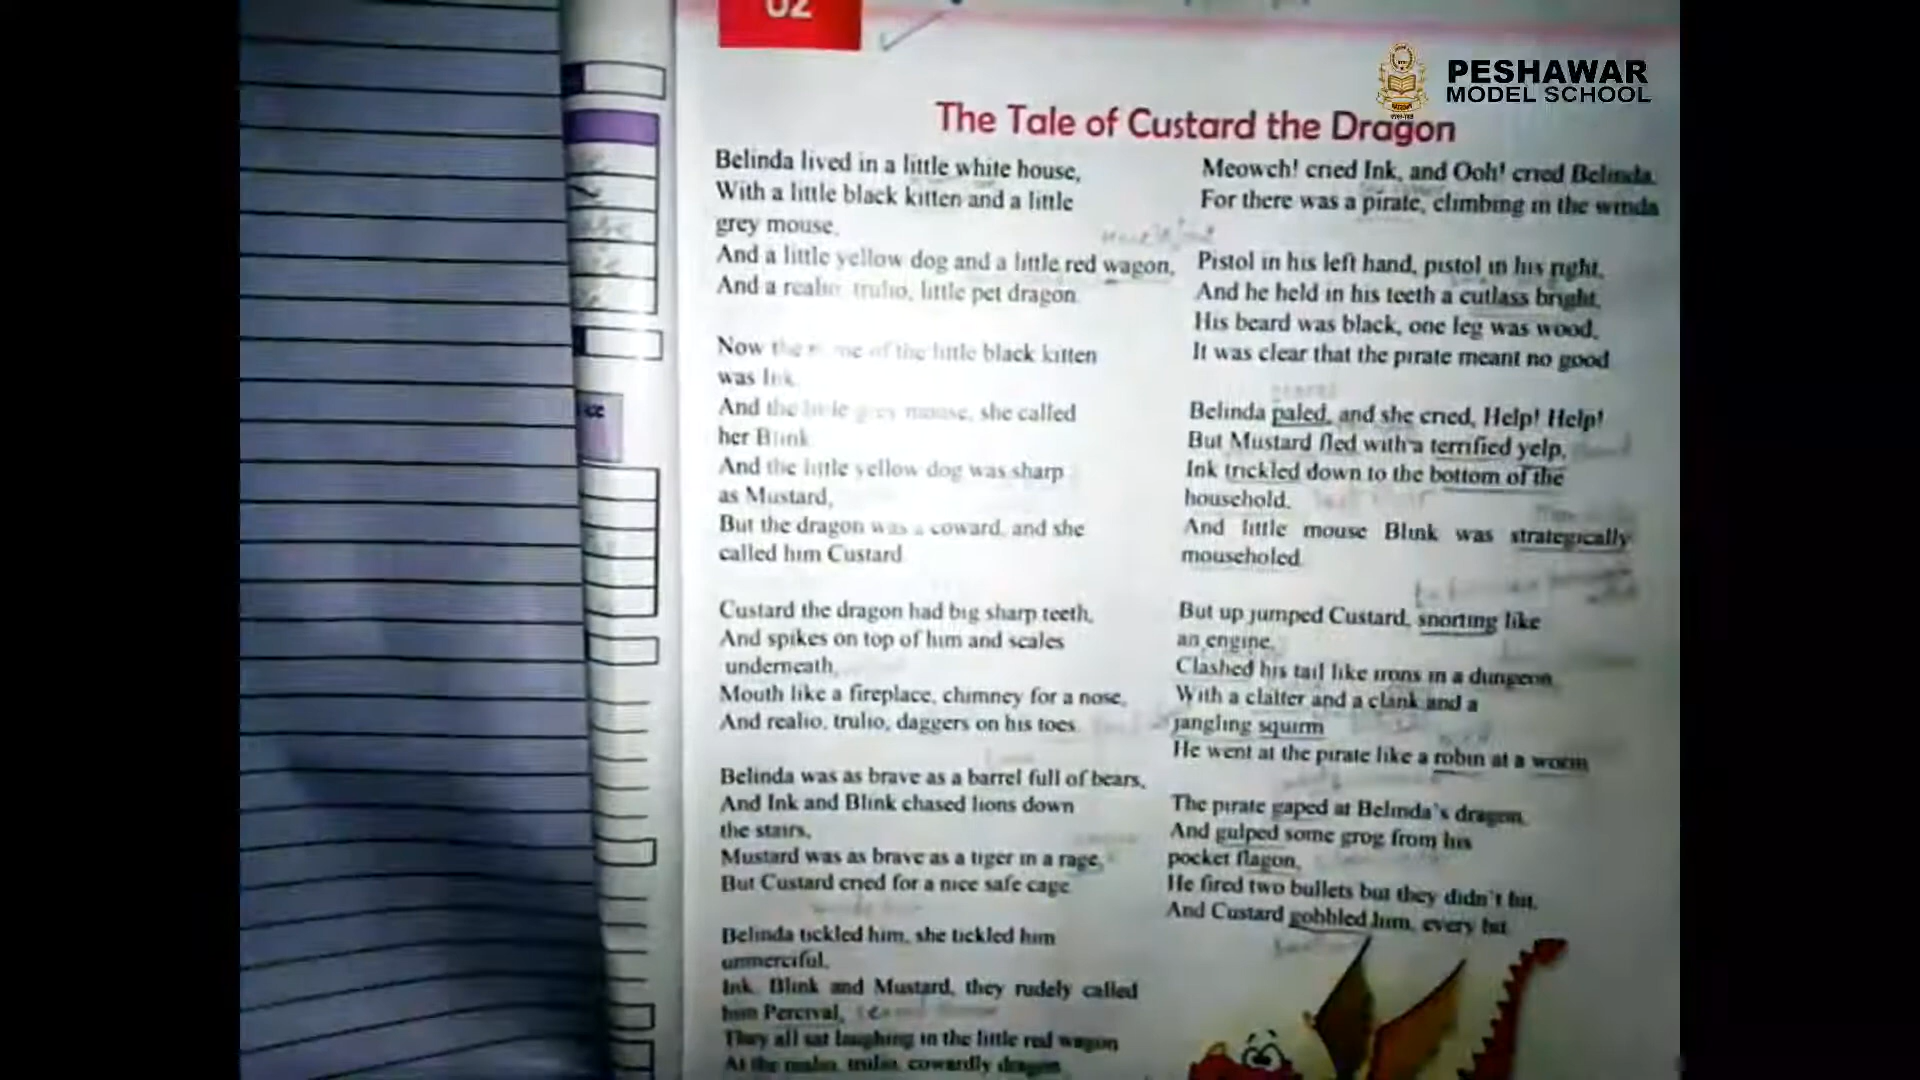 02
PESHAWAR
MODEL SCHOOL
The Tale of Custard the Dragon
Belinda lived in a little white house,
With a little black kitten and a little
grey mouse,
And a little yellow dog and a little red wagon,
And a realio, trulio, little pet dragon.
Now the name of the little black kitten
was Ink,
And the little grey mouse, she called
her Blink
And the little yellow dog was sharp
as Mustard,
But the dragon was a coward, and she
called him Custard.
Custard the dragon had big sharp teeth,
And spikes on top of him and scales
underneath,
Mouth like a fireplace, chimney for a nose,
And realio, trulio, daggers on his toes.
Belinda was as brave as a barrel full of bears,
And Ink and Blink chased lions down
the stairs,
Mustard was as brave as a tiger in a rage,
But Custard cried for a nice safe cage.
Belinda tickled him, she tickled him
unmerciful,
Ink, Blink and Mustard, they rudely called
him Percival,
They all sat laughing in the little red wagon
At the realio, trulio, cowardly dragon.
Meowch! cried Ink, and Ooh! cried Belinda,
For there was a pirate, climbing in the winda
Pistol in his left hand, pistol in his right,
And he held in his teeth a cutlass bright,
His beard was black, one leg was wood,
It was clear that the pirate meant no good
Belinda paled, and she cried, Help! Help!
But Mustard fled with a terrified yelp,
Ink trickled down to the bottom of the
household,
And little mouse Blink was strategically
mouseholed.
But up jumped Custard, snorting like
an engine,
Clashed his tail like irons in a dungeon,
With a clatter and a clank and a
jangling squirm
He went at the pirate like a robin at a worm
The pirate gaped at Belinda's dragon,
And gulped some grog from his
pocket flagon,
He fired two bullets but they didn't hit,
And Custard gobbled him, every bit